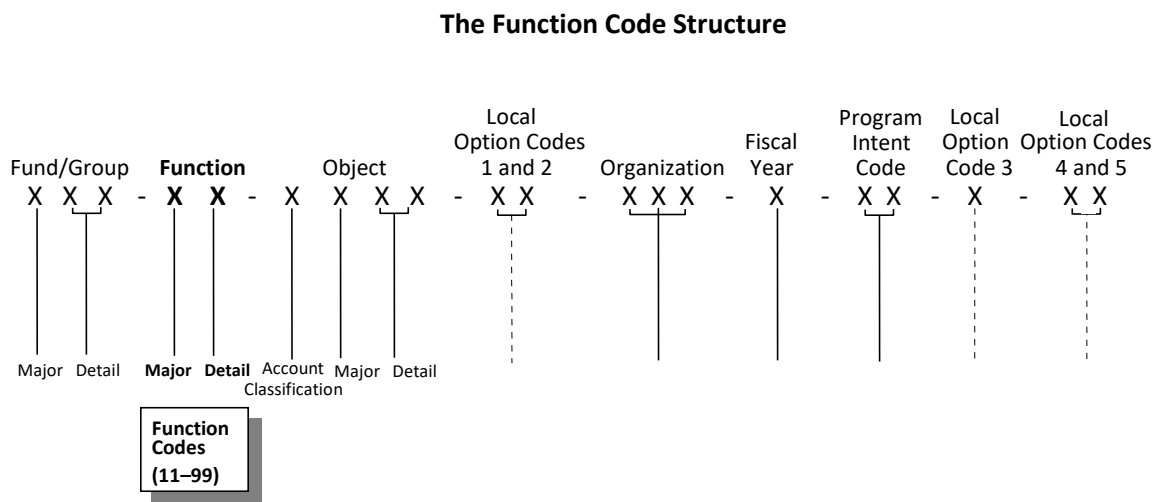 The Function Code Structure
Local
Option Codes
1 and 2
Program
Intent
Code
Local
Option
Code 3
Local
Option Codes
4 and 5
Fiscal
Year
Fund/Group Function Object Organization
X X X - X X - X X X X - X X - X X X - X - X X - X - X X
Major Detail Major Detail Account Major Detail
Classification
Function
Codes
(11–99)